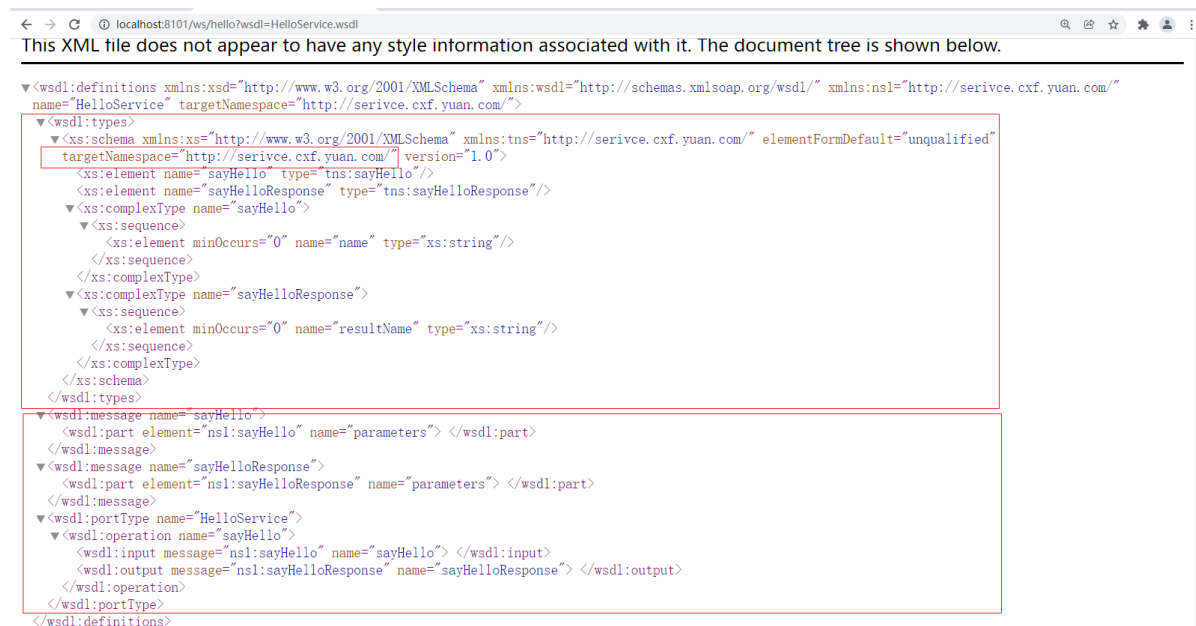 localhost:8101/ws/hello?wsdl=HelloService.wsdl
This XML file does not appear to have any style information associated with it. The document tree is shown below.
▼<wsdl:definitions xmlns:xsd="http://www.w3.org/2001/XMLSchema" xmlns:wsdl="http://schemas.xmlsoap.org/wsdl/" xmlns:ns1="http://serivce.cxf.yuan.com/"
name="HelloService" targetNamespace="http://serivce.cxf.yuan.com/">
▼<wsdl:types>
▼<xs:schema xmlns:xs="http://www.w3.org/2001/XMLSchema" xmlns:tns="http://serivce.cxf.yuan.com/" elementFormDefault="unqualified"
targetNamespace="http://serivce.cxf.yuan.com/" version="1.0">
<xs:element name="sayHello" type="tns:sayHello"/>
<xs:element name="sayHelloResponse" type="tns:sayHelloResponse"/>
▼<xs:complexType name="sayHello">
▼<xs:sequence>
<xs:element minOccurs="0" name="name" type="xs:string"/>
</xs:sequence>
</xs:complexType>
▼<xs:complexType name="sayHelloResponse">
▼<xs:sequence>
<xs:element minOccurs="0" name="resultName" type="xs:string"/>
</xs:sequence>
</xs:complexType>
</xs:schema>
</wsdl:types>
▼<wsdl:message name="sayHello">
<wsdl:part element="ns1:sayHello" name="parameters"> </wsdl:part>
</wsdl:message>
▼<wsdl:message name="sayHelloResponse">
<wsdl:part element="ns1:sayHelloResponse" name="parameters"> </wsdl:part>
</wsdl:message>
▼<wsdl:portType name="HelloService">
▼<wsdl:operation name="sayHello">
<wsdl:input message="ns1:sayHello" name="sayHello"> </wsdl:input>
<wsdl:output message="ns1:sayHelloResponse" name="sayHelloResponse"> </wsdl:output>
</wsdl:operation>
</wsdl:portType>
</wsdl:definitions>